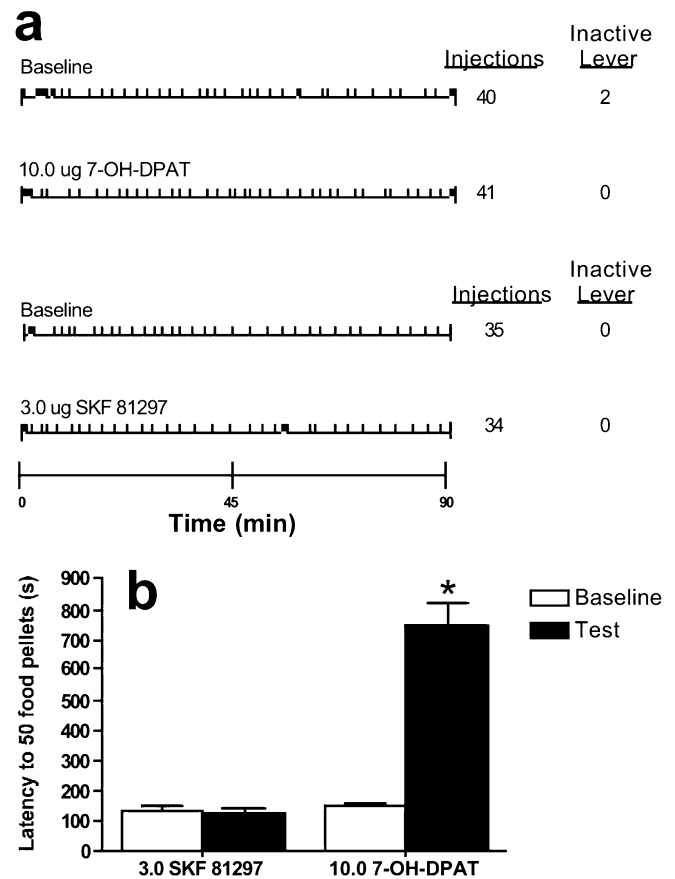 a
Inactive
Injections Lever
Baseline
40 2
10.0 ug 7-OH-DPAT
41 0
Inactive
Injections Lever
Baseline
35 0
3.0 ug SKF 81297
34 0
0 45 90
Time (min)
b
Latency to 50 food pellets (s)
900
800
700
600
500
400
300
200
100
0
*
Baseline
Test
3.0 SKF 81297 10.0 7-OH-DPAT